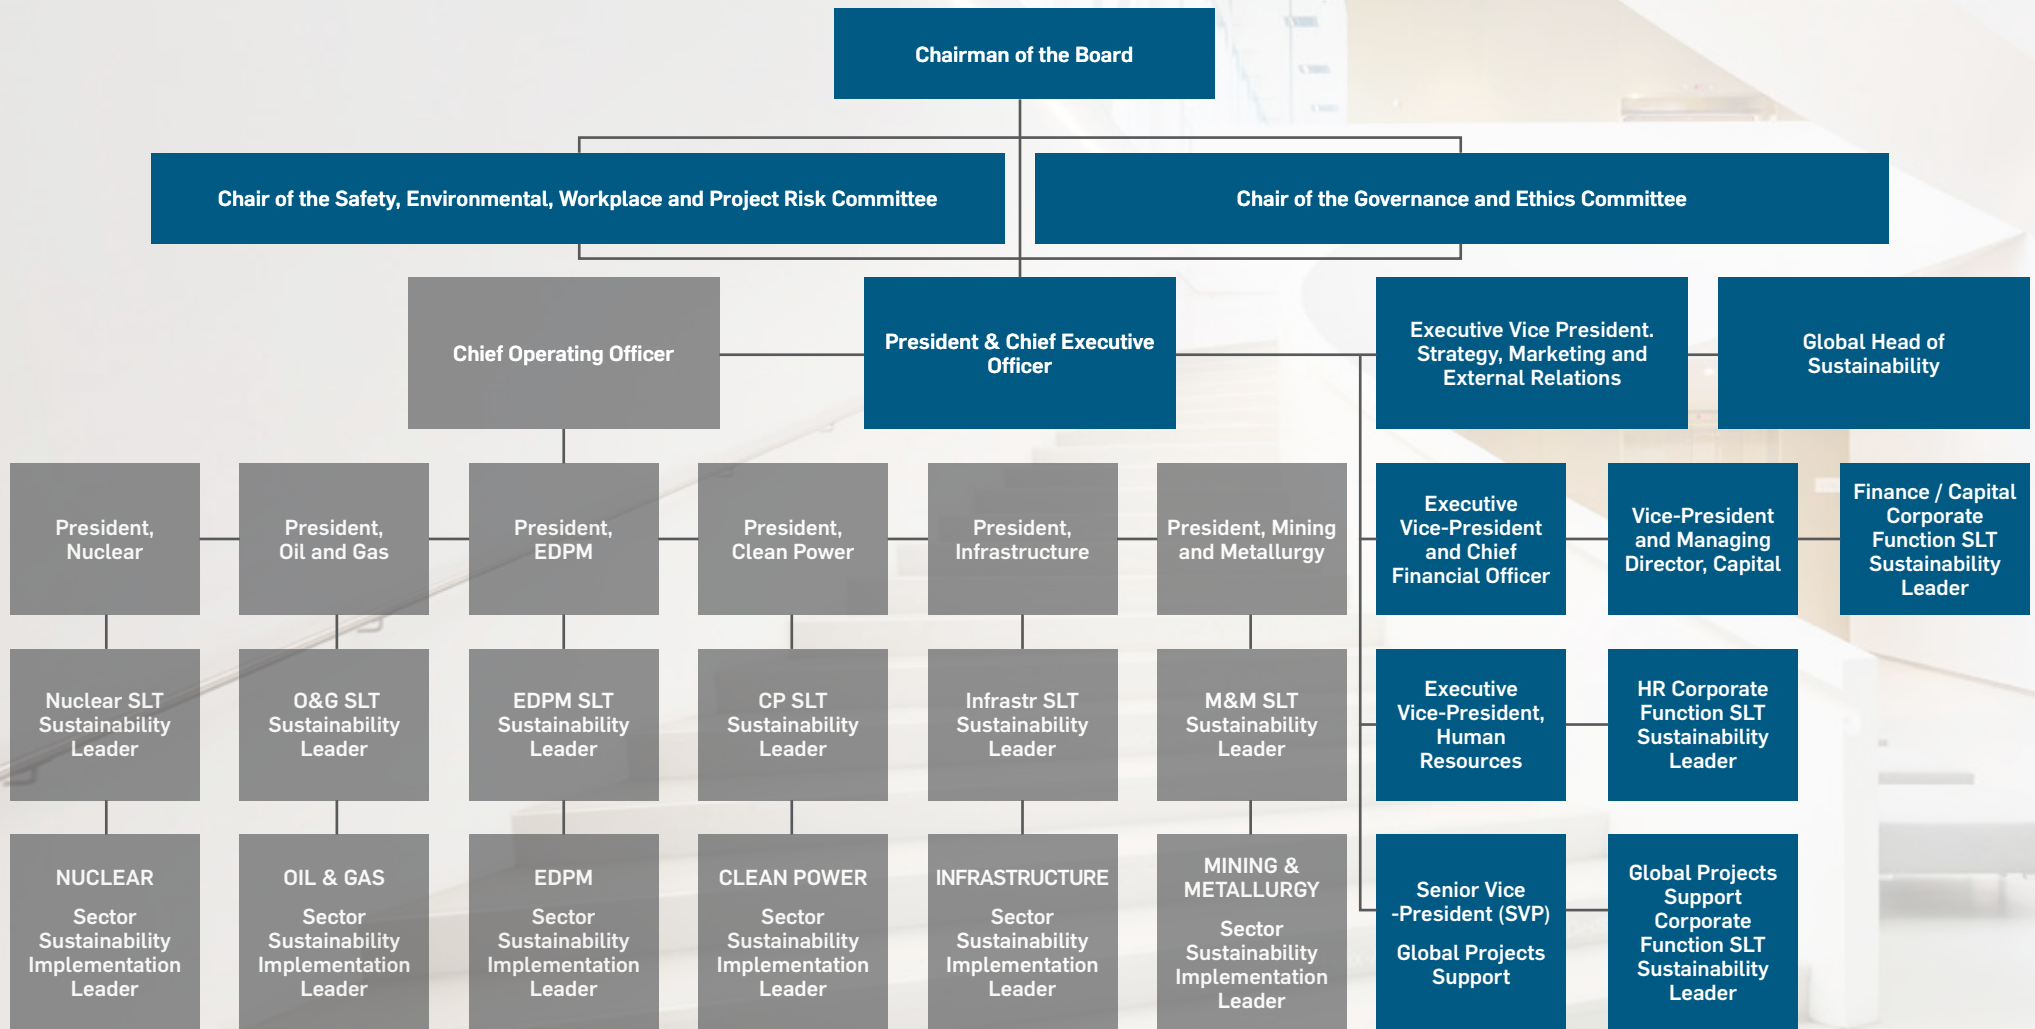 Chairman of the Board
Chair of the Safety, Environmental, Workplace and Project Risk Committee
Chair of the Governance and Ethics Committee
Chief Operating Officer
President & Chief Executive
Officer
Executive Vice President.
Strategy, Marketing and
External Relations
Global Head of
Sustainability
President,
Nuclear
President,
Oil and Gas
President,
EDPM
President,
Clean Power
President,
Infrastructure
President, Mining
and Metallurgy
Executive
Vice-President
and Chief
Financial Officer
Vice-President
and Managing
Director, Capital
Finance / Capital
Corporate
Function SLT
Sustainability
Leader
Nuclear SLT
Sustainability
Leader
O&G SLT
Sustainability
Leader
EDPM SLT
Sustainability
Leader
CP SLT
Sustainability
Leader
Infrastr SLT
Sustainability
Leader
M&M SLT
Sustainability
Leader
Executive
Vice-President,
Human
Resources
HR Corporate
Function SLT
Sustainability
Leader
NUCLEAR
Sector
Sustainability
Implementation
Leader
OIL & GAS
Sector
Sustainability
Implementation
Leader
EDPM
Sector
Sustainability
Implementation
Leader
CLEAN POWER
Sector
Sustainability
Implementation
Leader
INFRASTRUCTURE
Sector
Sustainability
Implementation
Leader
MINING &
METALLURGY
Sector
Sustainability
Implementation
Leader
Senior Vice
-President (SVP)
Global Projects
Support
Global Projects
Support
Corporate
Function SLT
Sustainability
Leader